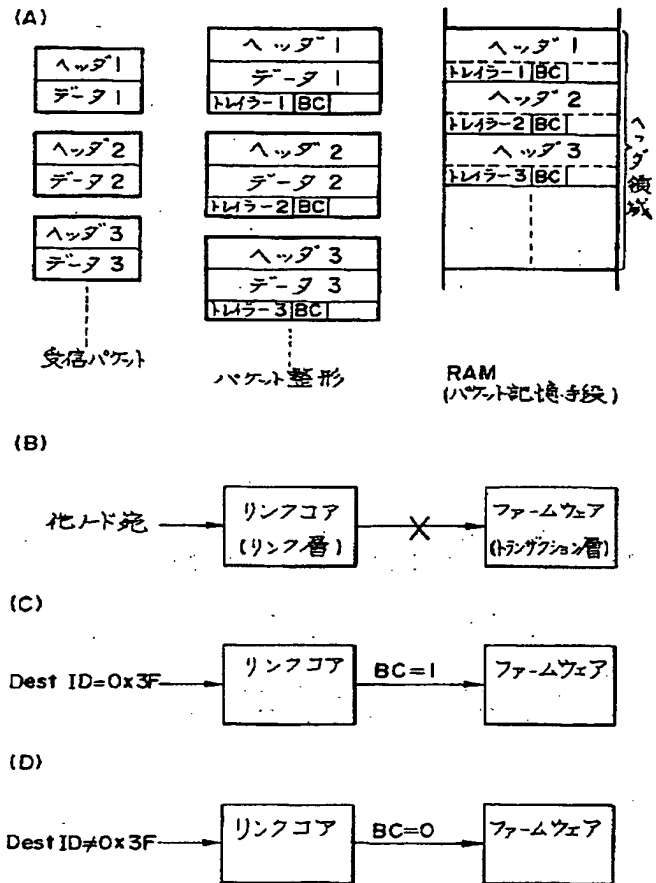 (A)
ヘッダ1
データ1
ヘッダ2
データ2
ヘッダ3
データ3
受信パケット
ヘッダ1
データ1
トレイラー1 BC
ヘッダ2
データ2
トレイラー2 BC
ヘッダ3
データ3
トレイラー3 BC
パケット整形
ヘッダ1
トレイラー1 BC
ヘッダ2
トレイラー2 BC
ヘッダ3
トレイラー3 BC
ヘッダ領域
RAM
(パケット記憶手段)
(B)
他ノード宛
リンクコア
(リンク層)
ファームウェア
(トランザクション層)
(C)
Dest ID=0x3F
リンクコア
BC=1
ファームウェア
(D)
Dest ID≠0x3F
リンクコア
BC=0
ファームウェア